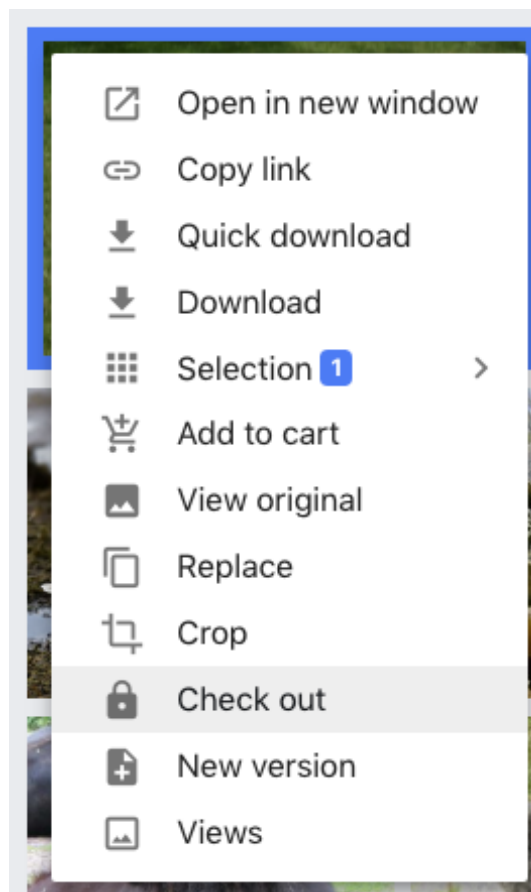 Open in new window
Copy link
Quick download
Download
Selection 1
Add to cart
View original
Replace
Crop
Check out
New version
Views